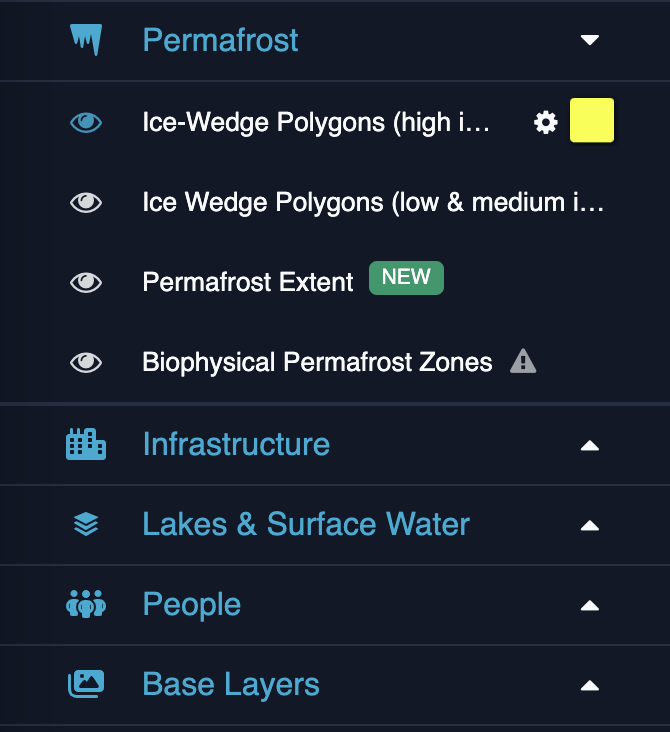 Permafrost
Ice-Wedge Polygons (high i...
Ice Wedge Polygons (low & medium i...
Permafrost Extent NEW
Biophysical Permafrost Zones
Infrastructure
Lakes & Surface Water
People
Base Layers